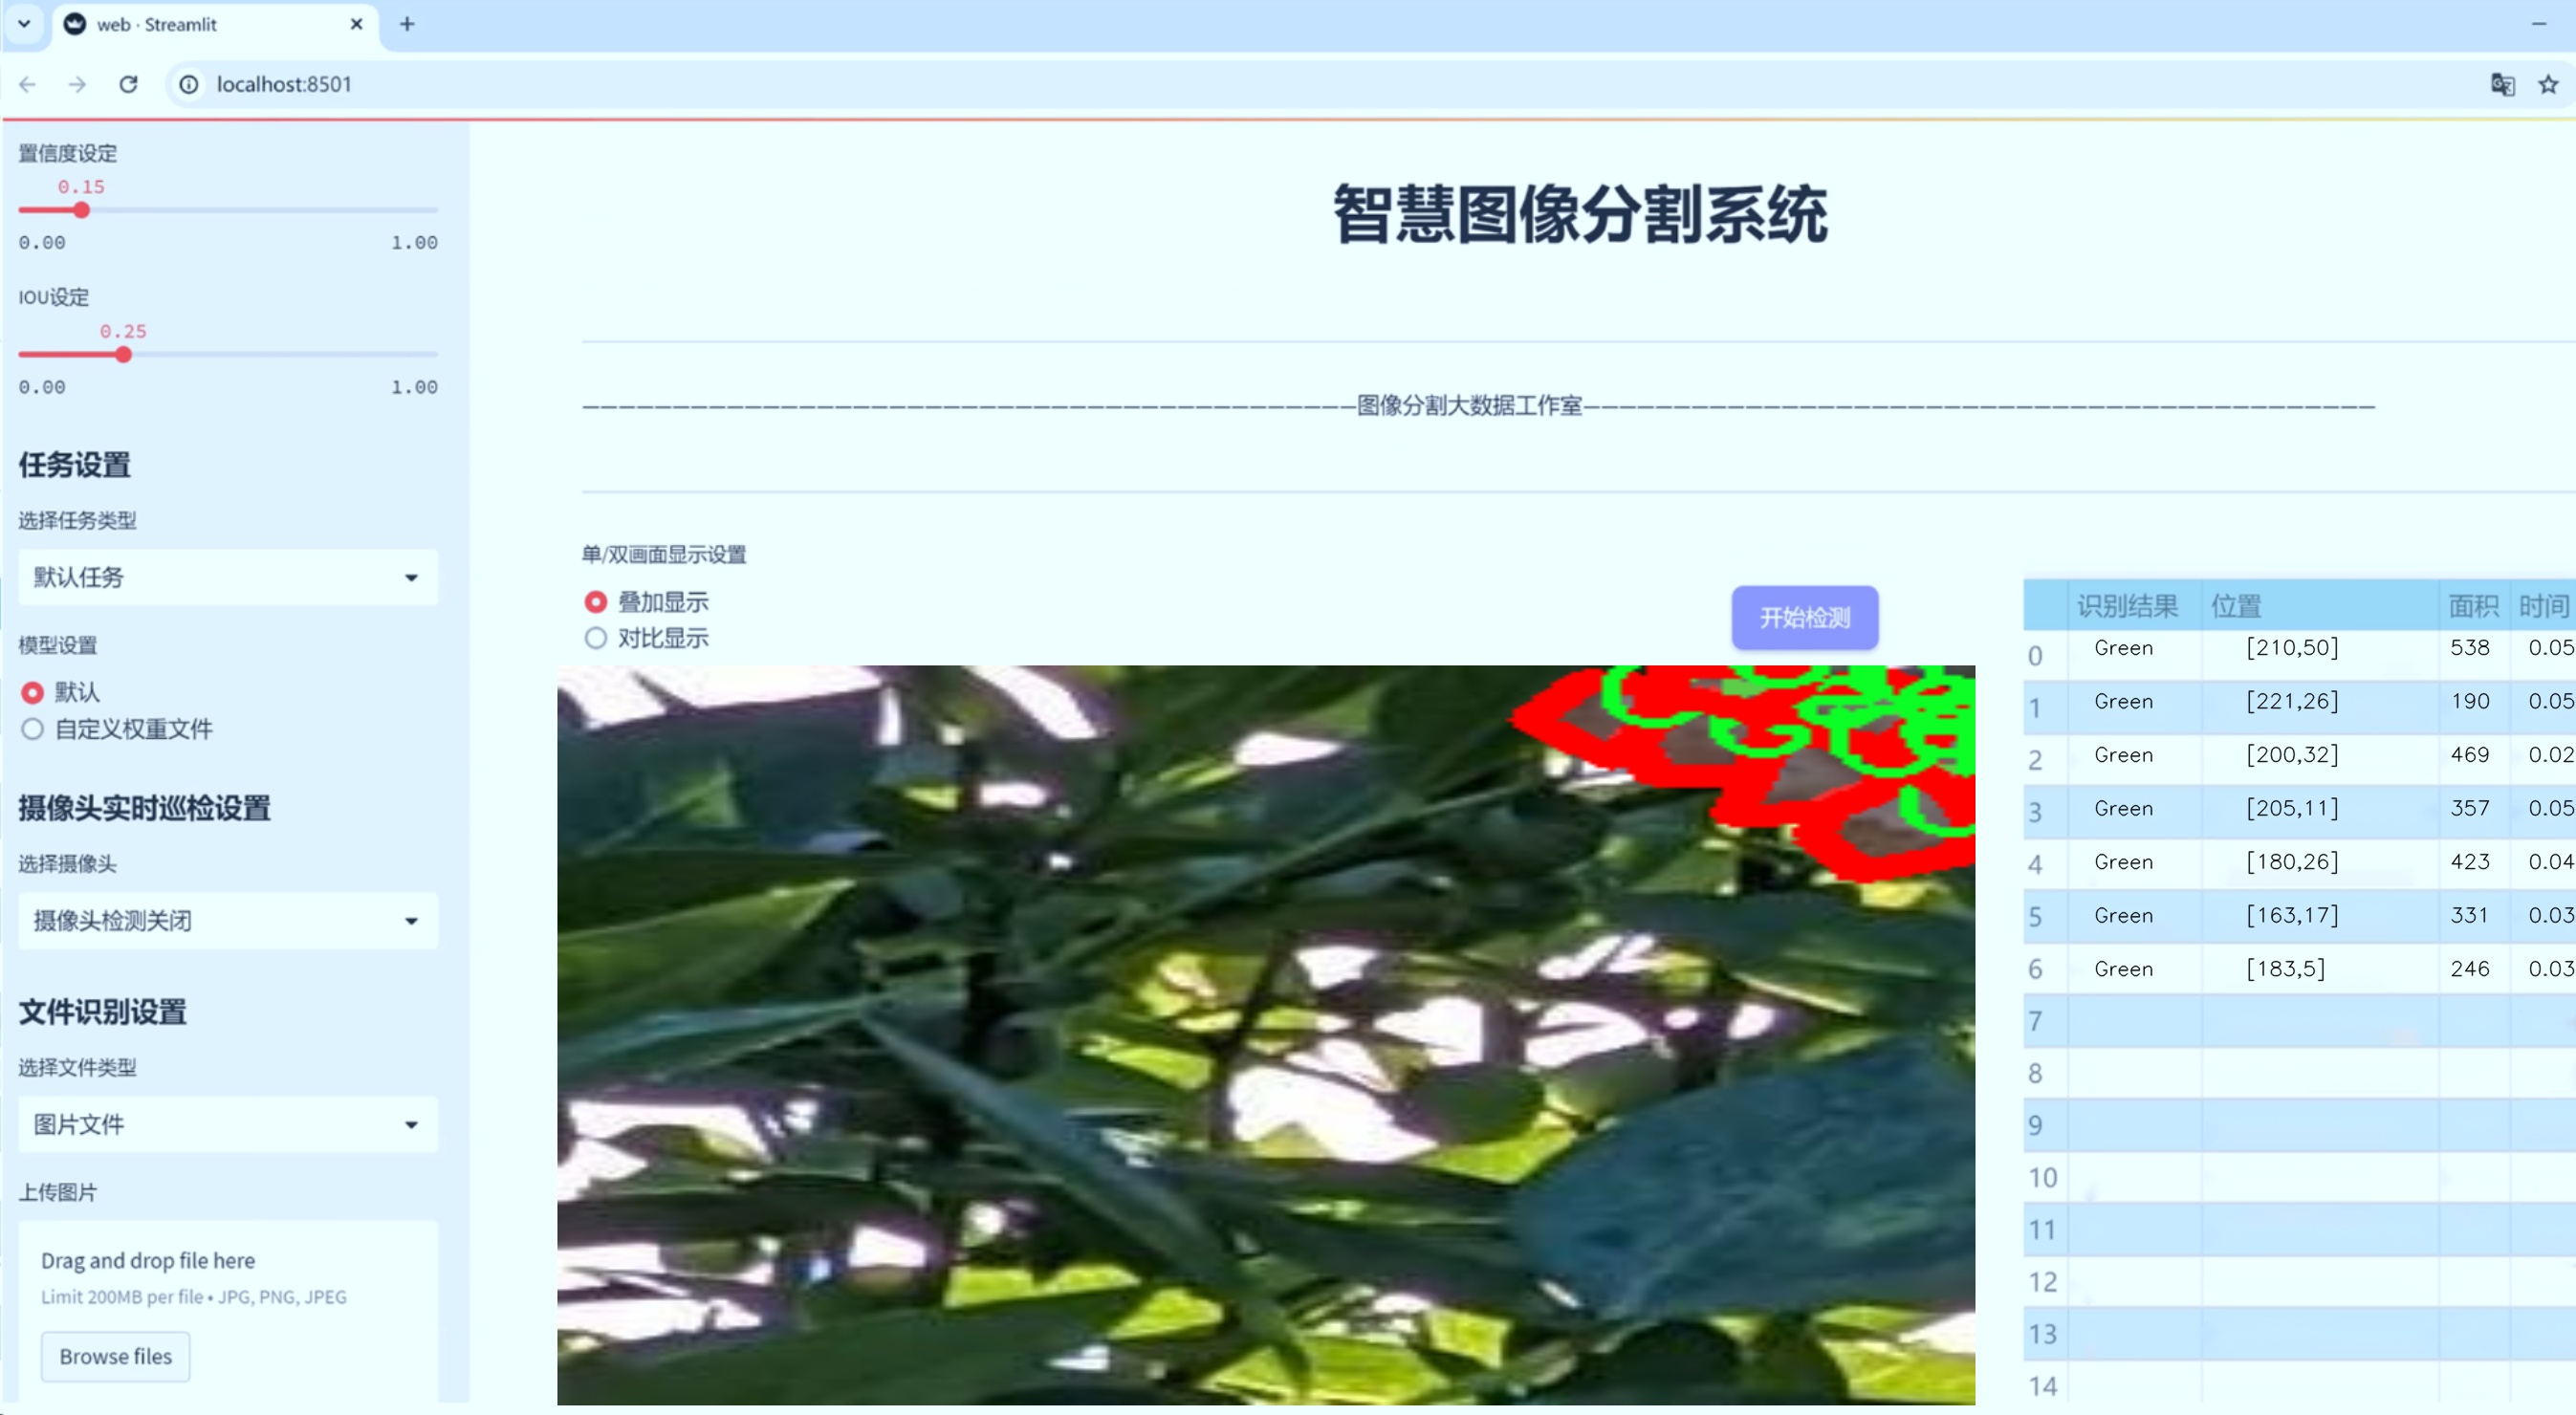 web · Streamlit
localhost:8501
置信度设定
0.15
0.00 1.00
IOU设定
0.25
0.00 1.00
任务设置
选择任务类型
默认任务
模型设置
默认
自定义权重文件
摄像头实时巡检设置
选择摄像头
摄像头检测关闭
文件识别设置
选择文件类型
图片文件
上传图片
Drag and drop file here
Limit 200MB per file • JPG, PNG, JPEG
Browse files
智慧图像分割系统
———————————————————————————————————————————图像分割大数据工作室————————————————————————————————————————————
单/双画面显示设置
叠加显示
对比显示
开始检测
识别结果 位置 面积 时间
0 Green [210,50] 538 0.05
1 Green [221,26] 190 0.05
2 Green [200,32] 469 0.02
3 Green [205,11] 357 0.05
4 Green [180,26] 423 0.04
5 Green [163,17] 331 0.03
6 Green [183,5] 246 0.03
7
8
9
10
11
12
13
14